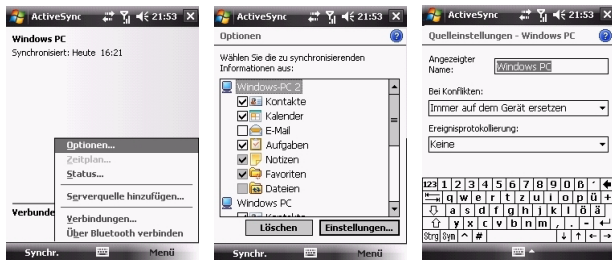 ActiveSync 21:53
Windows PC
Synchronisiert: Heute 16:21
Optionen...
Zeitplan...
Status...
Serverquelle hinzufügen...
Verbindungen...
Über Bluetooth verbinden
Verbunde
Synchr. Menü
ActiveSync 21:53
Optionen
Wählen Sie die zu synchronisierenden
Informationen aus:
Windows-PC 2
Kontakte
Kalender
E-Mail
Aufgaben
Notizen
Favoriten
Dateien
Windows PC
Kontakte
Löschen Einstellungen...
Synchr. Menü
ActiveSync 21:53
Quelleinstellungen - Windows PC
Angezeigter
Name:
Windows PC
Bei Konflikten:
Immer auf dem Gerät ersetzen
Ereignisprotokollierung:
Keine
123 1 2 3 4 5 6 7 8 9 0 ß ´
q w e r t z u i o p ü +
a s d f g h j k l ö ä
y x c v b n m , . -
Strg Sym ^ #